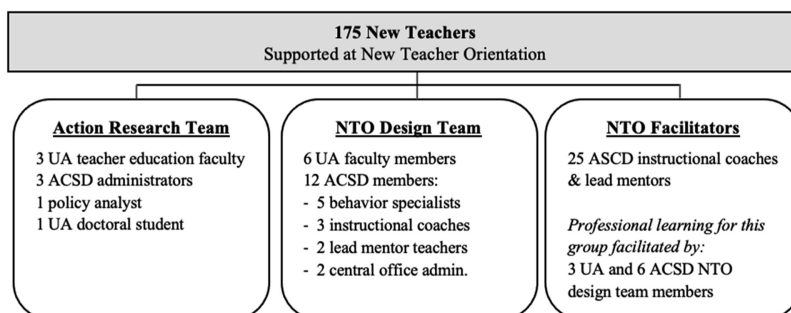 175 New Teachers
Supported at New Teacher Orientation
Action Research Team
3 UA teacher education faculty
3 ACSD administrators
1 policy analyst
1 UA doctoral student
NTO Design Team
6 UA faculty members
12 ACSD members:
- 5 behavior specialists
- 3 instructional coaches
- 2 lead mentor teachers
- 2 central office admin.
NTO Facilitators
25 ASCD instructional coaches
& lead mentors
Professional learning for this
group facilitated by:
3 UA and 6 ACSD NTO
design team members